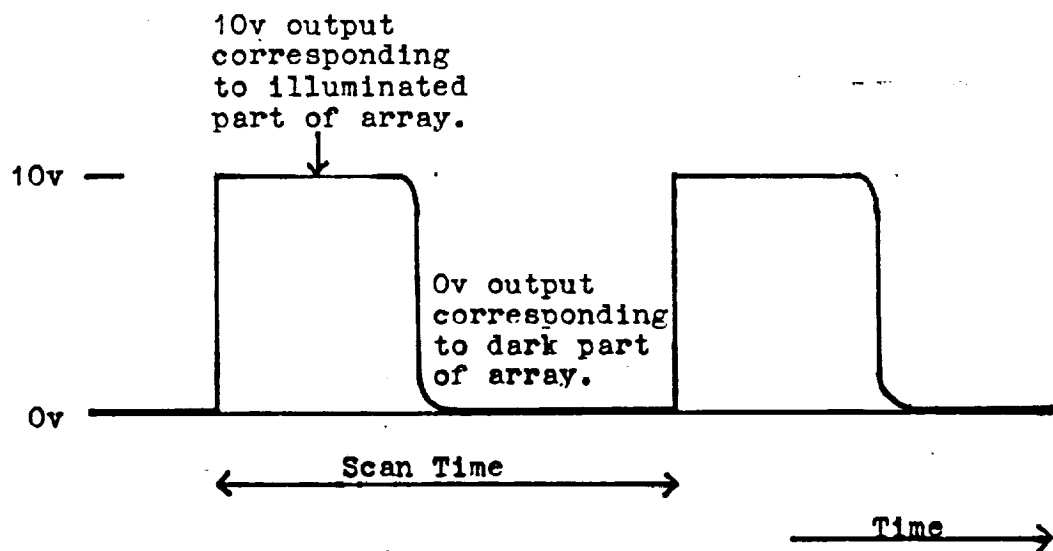 10v output
corresponding
to illuminated
part of array.
10v
0v output
corresponding
to dark part
of array.
0v
Scan Time
Time